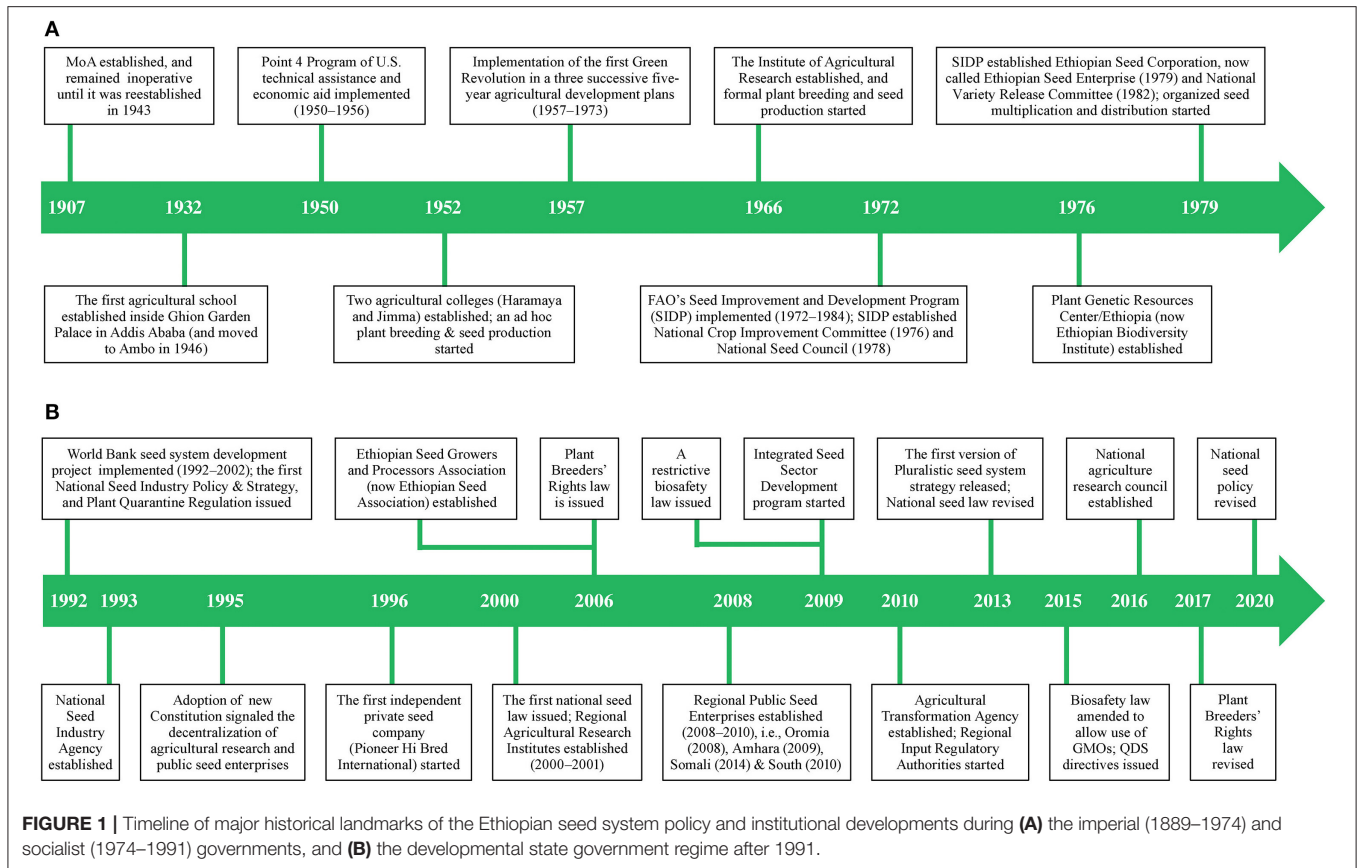 A
MoA established, and
remained inoperative
until it was reestablished
in 1943
Point 4 Program of U.S.
technical assistance and
economic aid implemented
(1950–1956)
Implementation of the first Green
Revolution in a three successive five-
year agricultural development plans
(1957–1973)
The Institute of Agricultural
Research established, and
formal plant breeding and seed
production started
SIDP established Ethiopian Seed Corporation, now
called Ethiopian Seed Enterprise (1979) and National
Variety Release Committee (1982); organized seed
multiplication and distribution started
1907
1932
1950
1952
1957
1966
1972
1976
1979
The first agricultural school
established inside Ghion Garden
Palace in Addis Ababa (and moved
to Ambo in 1946)
Two agricultural colleges (Haramaya
and Jimma) established; an ad hoc
plant breeding & seed production
started
FAO's Seed Improvement and Development Program
(SIDP) implemented (1972–1984); SIDP established
National Crop Improvement Committee (1976) and
National Seed Council (1978)
Plant Genetic Resources
Center/Ethiopia (now
Ethiopian Biodiversity
Institute) established
B
World Bank seed system development
project implemented (1992–2002); the first
National Seed Industry Policy & Strategy,
and Plant Quarantine Regulation issued
Ethiopian Seed Growers
and Processors Association
(now Ethiopian Seed
Association) established
Plant
Breeders'
Rights law
is issued
A
restrictive
biosafety
law issued
Integrated Seed
Sector
Development
program started
The first version of
Pluralistic seed system
strategy released;
National seed law revised
National
agriculture
research council
established
National
seed
policy
revised
1992
1993
1995
1996
2000
2006
2008
2009
2010
2013
2015
2016
2017
2020
National
Seed
Industry
Agency
established
Adoption of new
Constitution signaled the
decentralization of
agricultural research and
public seed enterprises
The first independent
private seed
company
(Pioneer Hi Bred
International) started
The first national seed
law issued; Regional
Agricultural Research
Institutes established
(2000–2001)
Regional Public Seed
Enterprises established
(2008–2010), i.e., Oromia
(2008), Amhara (2009),
Somali (2014) & South (2010)
Agricultural
Transformation Agency
established; Regional
Input Regulatory
Authorities started
Biosafety law
amended to
allow use of
GMOs; QDS
directives issued
Plant
Breeders'
Rights
law
revised
FIGURE 1 | Timeline of major historical landmarks of the Ethiopian seed system policy and institutional developments during (A) the imperial (1889–1974) and
socialist (1974–1991) governments, and (B) the developmental state government regime after 1991.